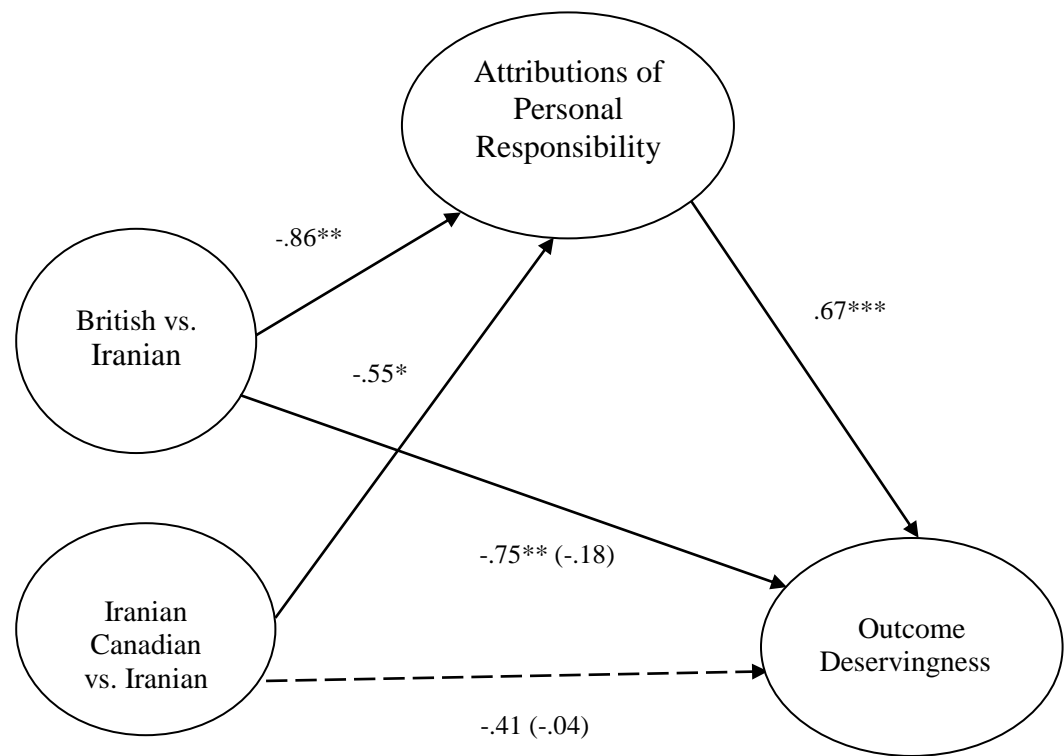 Attributions of
Personal
Responsibility
-.86**
British vs.
Iranian
-.55*
.67***
-.75** (-.18)
Iranian
Canadian
vs. Iranian
Outcome
Deservingness
-.41 (-.04)